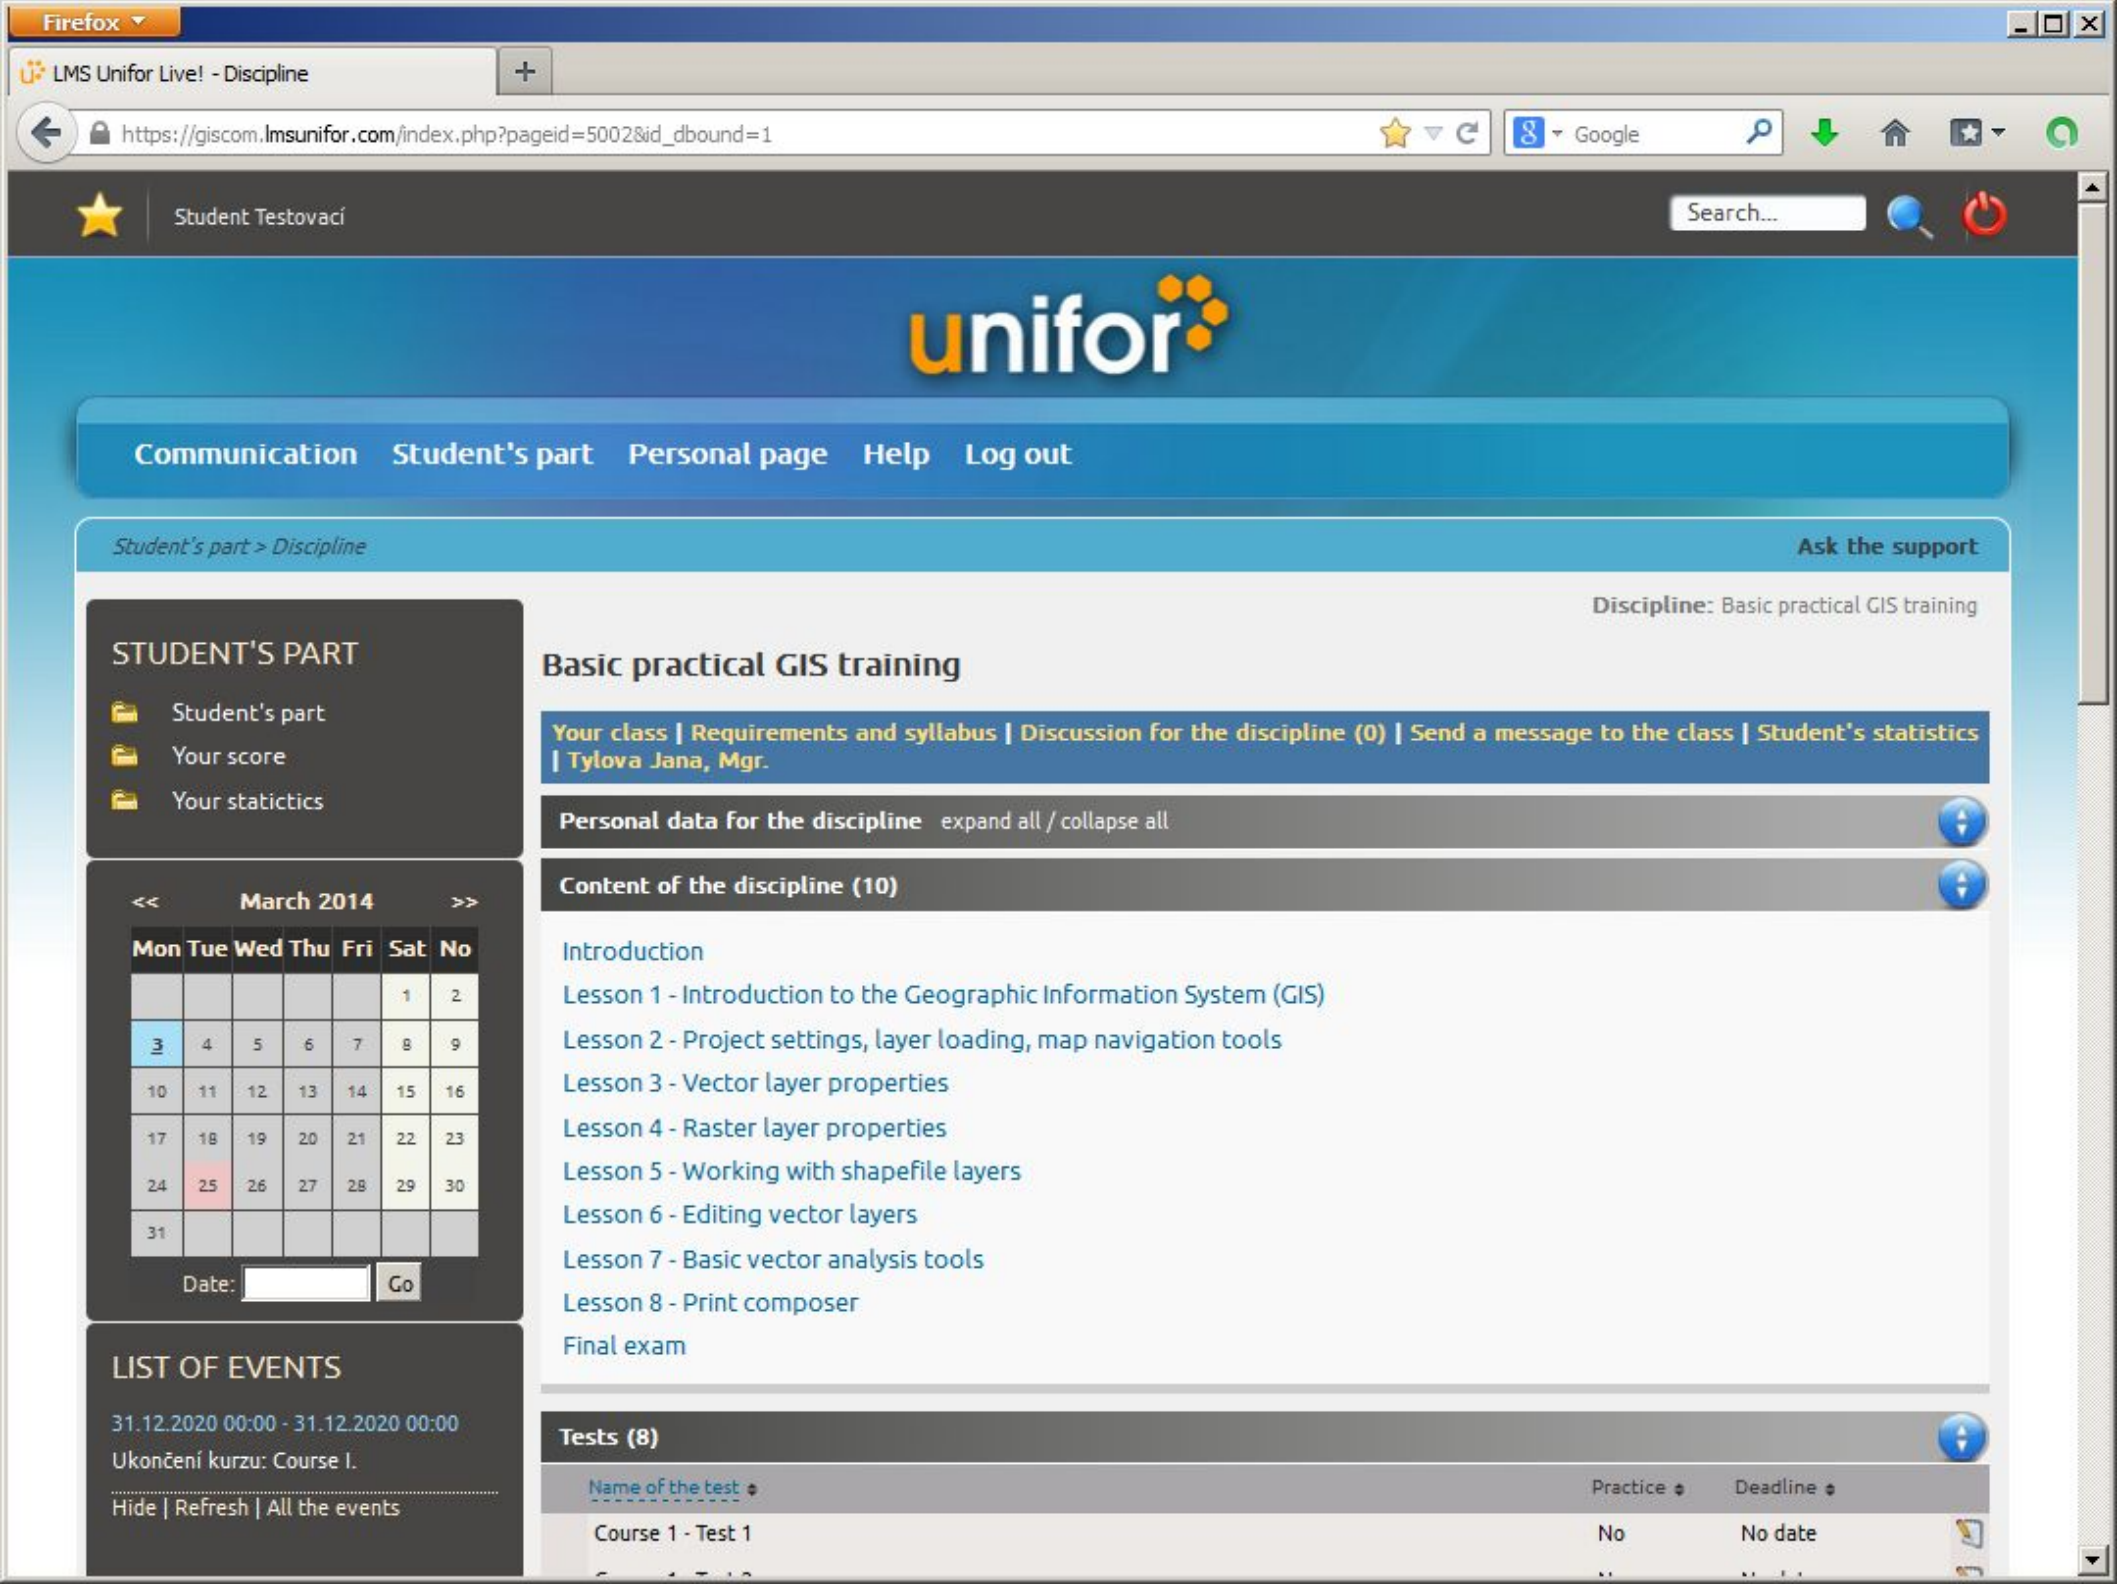 Firefox
LMS Unifor Live! - Discipline
https://giscom.lmsunifor.com/index.php?pageid=5002&id_dbound=1
Google
Student Testovací
Search...
unifor
Communication Student's part Personal page Help Log out
Student's part > Discipline
Ask the support
Discipline: Basic practical GIS training
STUDENT'S PART
Student's part
Your score
Your statictics
<< March 2014 >>
Mon Tue Wed Thu Fri Sat No
1 2
3 4 5 6 7 8 9
10 11 12 13 14 15 16
17 18 19 20 21 22 23
24 25 26 27 28 29 30
31
Date: Go
LIST OF EVENTS
31.12.2020 00:00 - 31.12.2020 00:00
Ukončení kurzu: Course I.
Hide | Refresh | All the events
Basic practical GIS training
Your class | Requirements and syllabus | Discussion for the discipline (0) | Send a message to the class | Student's statistics
| Tylova Jana, Mgr.
Personal data for the discipline expand all / collapse all
Content of the discipline (10)
Introduction
Lesson 1 - Introduction to the Geographic Information System (GIS)
Lesson 2 - Project settings, layer loading, map navigation tools
Lesson 3 - Vector layer properties
Lesson 4 - Raster layer properties
Lesson 5 - Working with shapefile layers
Lesson 6 - Editing vector layers
Lesson 7 - Basic vector analysis tools
Lesson 8 - Print composer
Final exam
Tests (8)
Name of the test Practice Deadline
Course 1 - Test 1 No No date